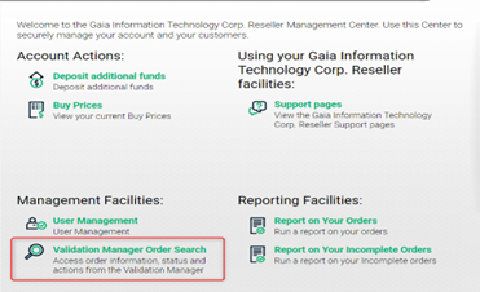 Welcome to the Gaia Information Technology Corp. Reseller Management Center. Use this Center to
securely manage your account and your customers.
Account Actions:
Deposit additional funds
Deposit additional funds
Buy Prices
View your current Buy Prices
Using your Gaia Information
Technology Corp. Reseller
facilities:
Support pages
View the Gaia Information Technology
Corp. Reseller Support pages
Management Facilities:
User Management
User Management
Validation Manager Order Search
Access order information, status and
actions from the Validation Manager
Reporting Facilities:
Report on Your Orders
Run a report on your orders
Report on Your Incomplete Orders
Run a report on your Incomplete orders